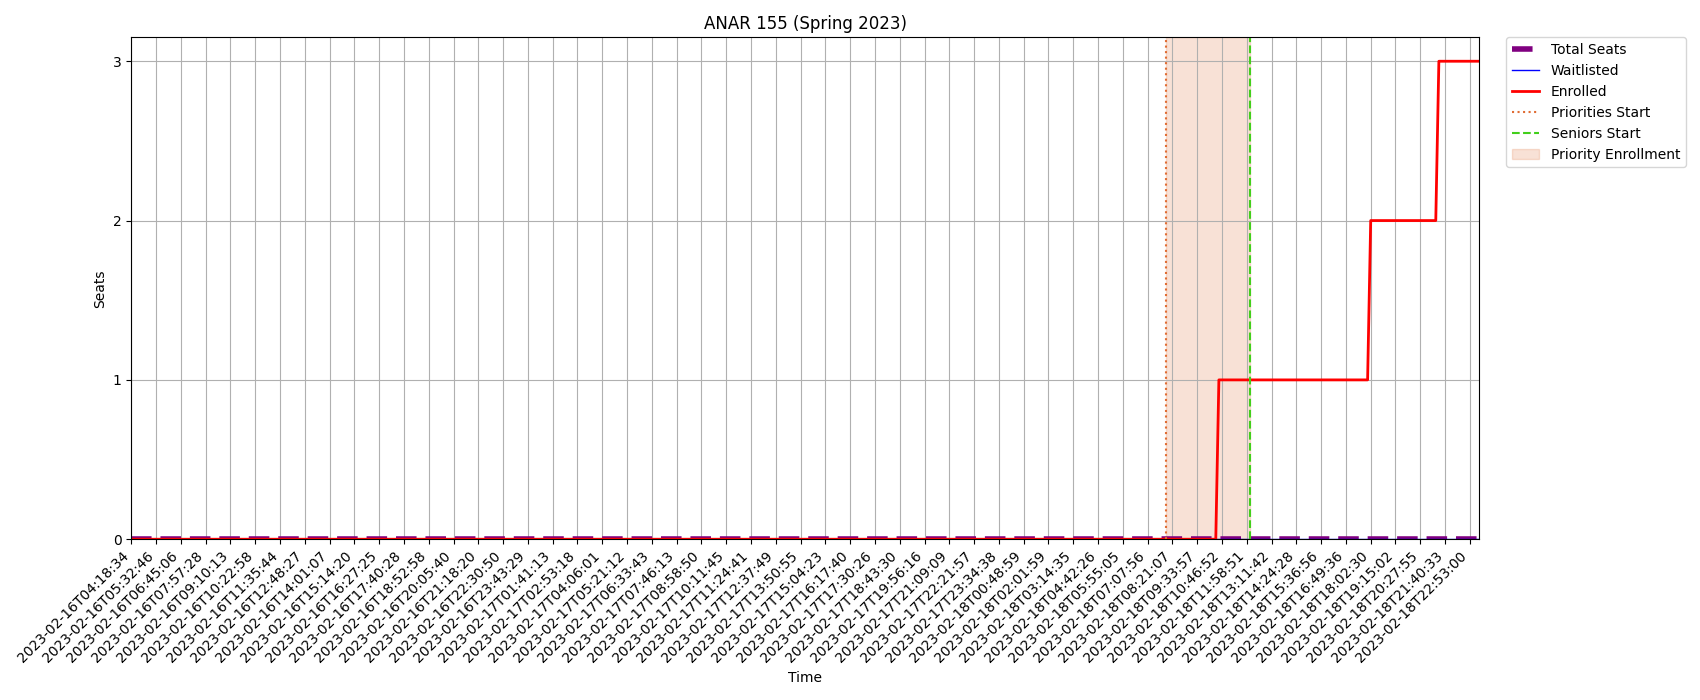 ANAR 155 (Spring 2023)
Total Seats
Waitlisted
Enrolled
Priorities Start
Seniors Start
Priority Enrollment
Seats
3
2
1
0
2023-02-16T04:18:34
2023-02-16T05:32:46
2023-02-16T06:45:06
2023-02-16T07:57:28
2023-02-16T09:10:13
2023-02-16T10:22:58
2023-02-16T11:35:44
2023-02-16T12:48:27
2023-02-16T14:01:07
2023-02-16T15:14:20
2023-02-16T16:27:25
2023-02-16T17:40:28
2023-02-16T18:52:58
2023-02-16T20:05:40
2023-02-16T21:18:20
2023-02-16T22:30:50
2023-02-16T23:43:29
2023-02-17T01:41:13
2023-02-17T02:53:18
2023-02-17T04:06:01
2023-02-17T05:21:12
2023-02-17T06:33:43
2023-02-17T07:46:13
2023-02-17T08:58:50
2023-02-17T10:11:45
2023-02-17T11:24:41
2023-02-17T12:37:49
2023-02-17T13:50:55
2023-02-17T15:04:23
2023-02-17T16:17:40
2023-02-17T17:30:26
2023-02-17T18:43:30
2023-02-17T19:56:16
2023-02-17T21:09:09
2023-02-17T22:21:57
2023-02-17T23:34:38
2023-02-18T00:48:59
2023-02-18T02:01:59
2023-02-18T03:14:35
2023-02-18T04:42:26
2023-02-18T05:55:05
2023-02-18T07:07:56
2023-02-18T08:21:07
2023-02-18T09:33:57
2023-02-18T10:46:52
2023-02-18T11:58:51
2023-02-18T13:11:42
2023-02-18T14:24:28
2023-02-18T15:36:56
2023-02-18T16:49:36
2023-02-18T18:02:30
2023-02-18T19:15:02
2023-02-18T20:27:55
2023-02-18T21:40:33
2023-02-18T22:53:00
Time